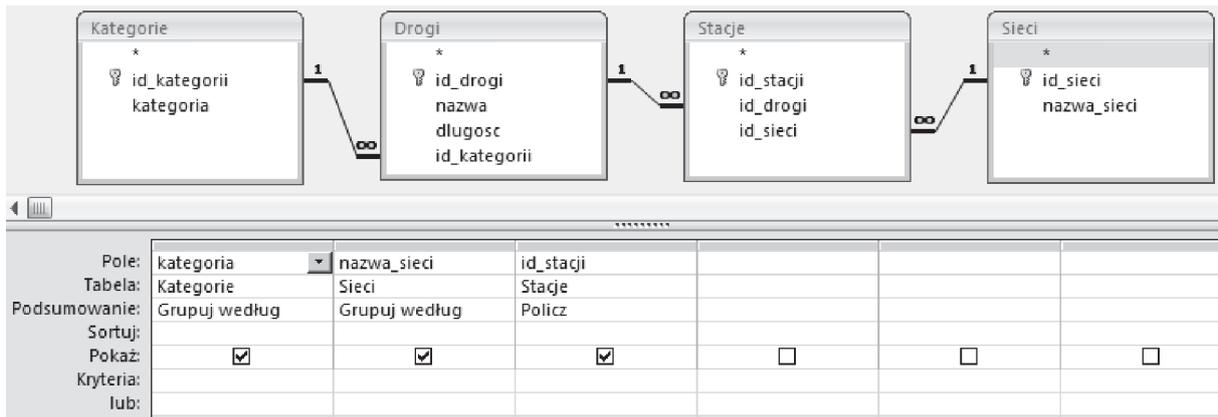 Kategorie Drogi Stacje Sieci
* * * *
id_kategorii 1 id_drogi 1 id_stacji 1 id_sieci
kategoria nazwa ∞ id_drogi nazwa_sieci
dlugosc id_sieci ∞
∞ id_kategorii
Pole: kategoria nazwa_sieci id_stacji
Tabela: Kategorie Sieci Stacje
Podsumowanie: Grupuj według Grupuj według Policz
Sortuj:
Pokaż:
Kryteria:
lub: